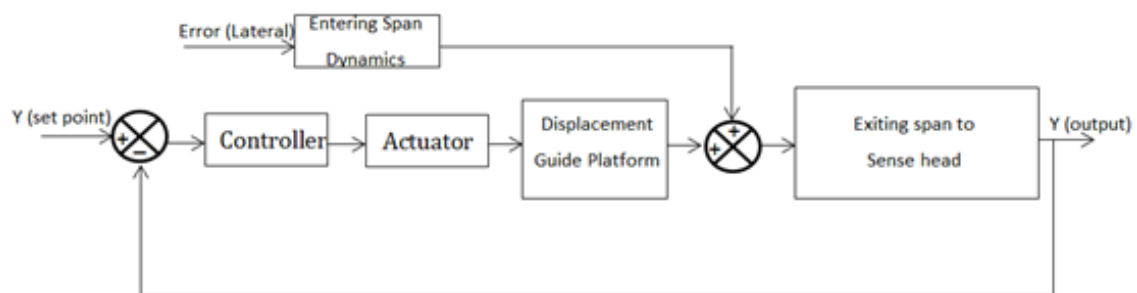 Error (Lateral)
Entering Span
Dynamics
Y (set point)
+
−
Controller
Actuator
Displacement
Guide Platform
+
+
Exiting span to
Sense head
Y (output)